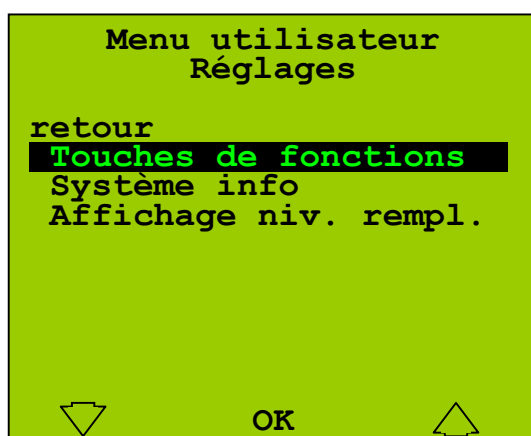 Menu utilisateur
Réglages
retour
Touches de fonctions
Système info
Affichage niv. rempl.
OK